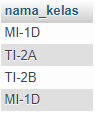 nama_kelas
MI-1D
TI-2A
TI-2B
MI-1D